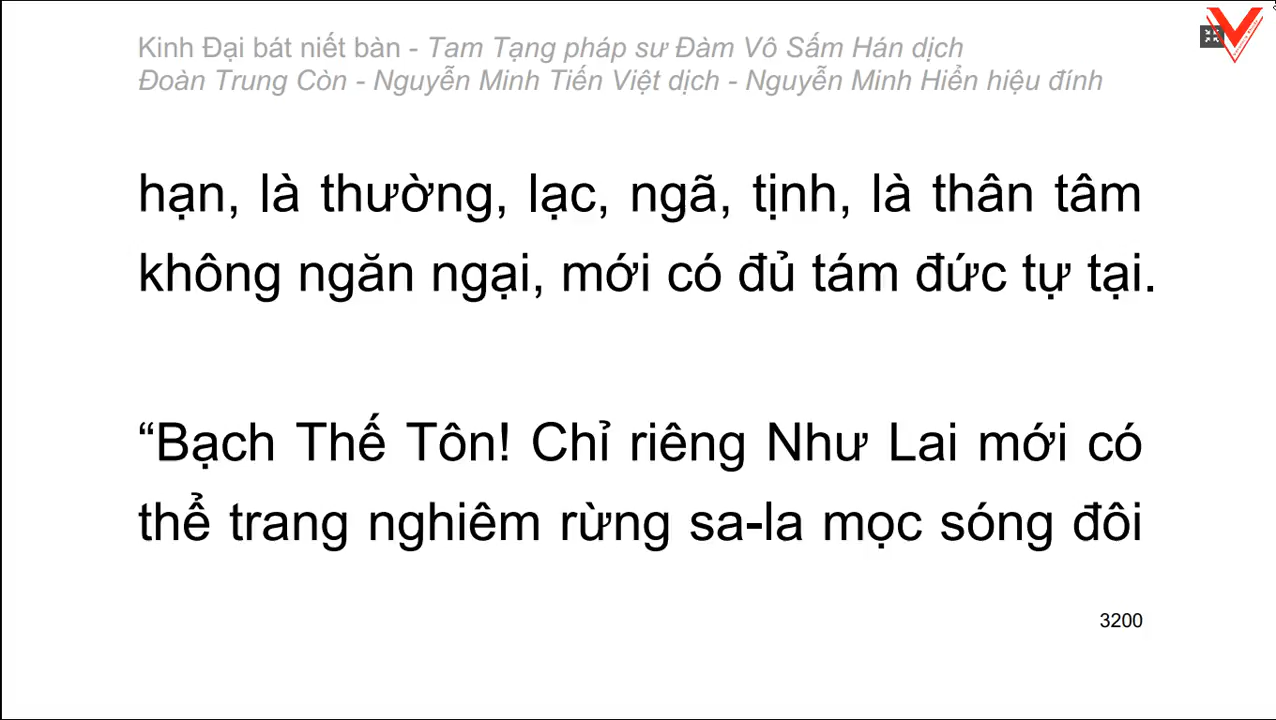 Kinh Đại bát niết bàn - Tam Tạng pháp sư Đàm Vô Sấm Hán dịch
Đoàn Trung Còn - Nguyễn Minh Tiến Việt dịch - Nguyễn Minh Hiển hiệu đính
hạn, là thường, lạc, ngã, tịnh, là thân tâm
không ngăn ngại, mới có đủ tám đức tự tại.
“Bạch Thế Tôn! Chỉ riêng Như Lai mới có
thể trang nghiêm rừng sa-la mọc sóng đôi
3200